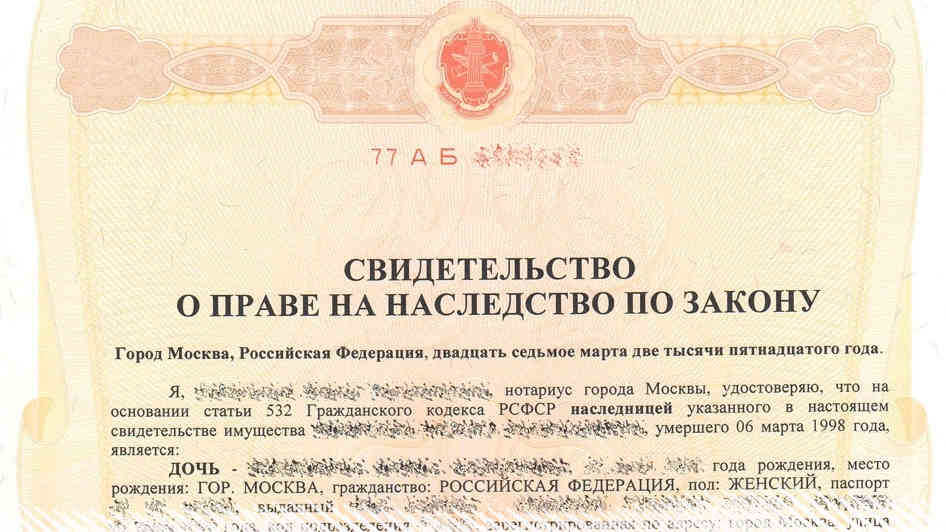 77 А Б
СВИДЕТЕЛЬСТВО
О ПРАВЕ НА НАСЛЕДСТВО ПО ЗАКОНУ
Город Москва, Российская Федерация, двадцать седьмое марта две тысячи пятнадцатого года.
Я, нотариус города Москвы, удостоверяю, что на
основании статьи 532 Гражданского кодекса РСФСР наследницей указанного в настоящем
свидетельстве имущества , умершего 06 марта 1998 года,
является:
ДОЧЬ - года рождения, место
рождения: ГОР. МОСКВА, гражданство: РОССИЙСКАЯ ФЕДЕРАЦИЯ, пол: ЖЕНСКИЙ, паспорт
выданный